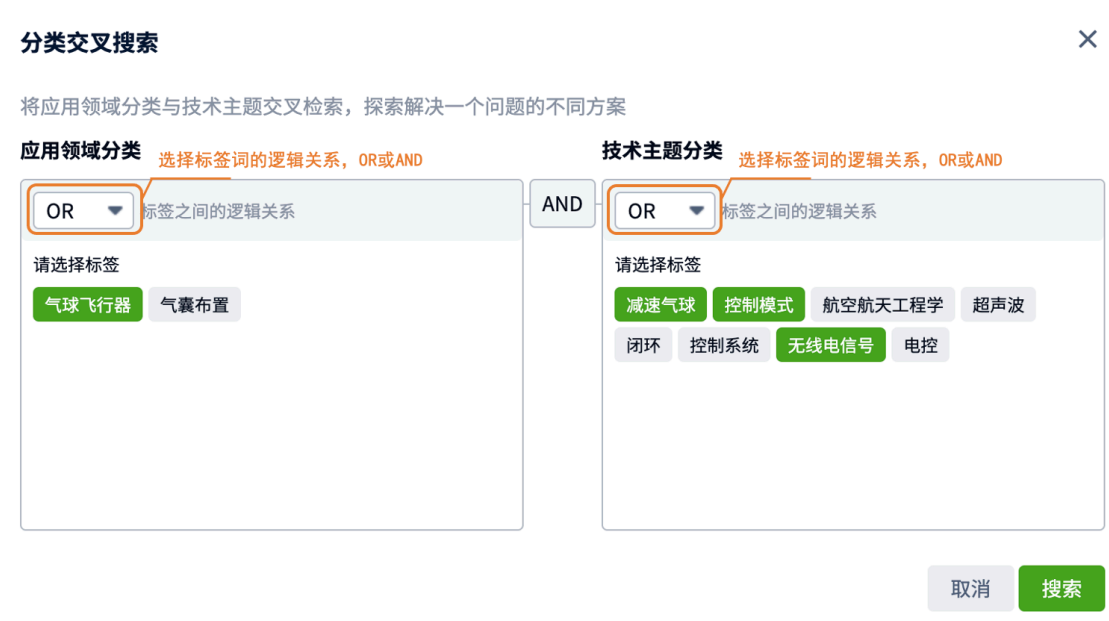 分类交叉搜索
将应用领域分类与技术主题交叉检索，探索解决一个问题的不同方案
应用领域分类
选择标签词的逻辑关系，OR或AND
OR
标签之间的逻辑关系
请选择标签
气球飞行器 气囊布置
AND
技术主题分类
选择标签词的逻辑关系，OR或AND
OR
标签之间的逻辑关系
请选择标签
减速气球 控制模式 航空航天工程学 超声波
闭环 控制系统 无线电信号 电控
取消 搜索